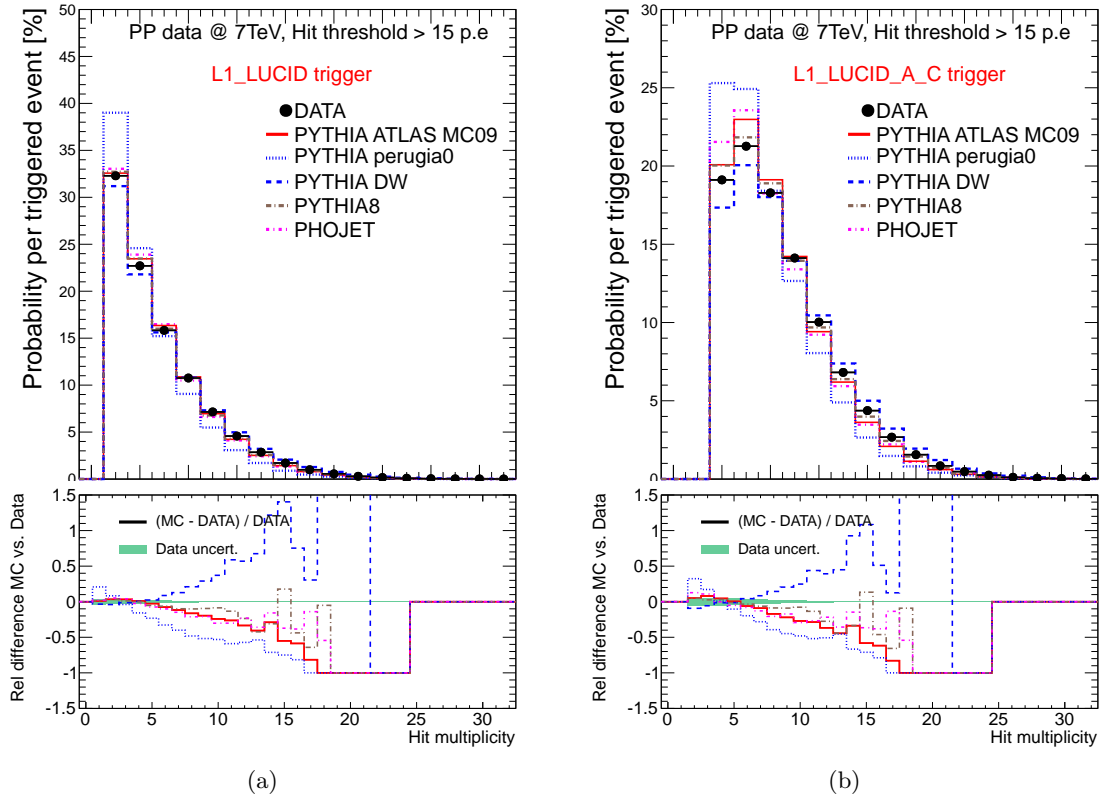 Probability per triggered event [%]
50
45
40
35
30
25
20
15
10
5
0
PP data @ 7TeV, Hit threshold > 15 p.e
L1_LUCID trigger
DATA
PYTHIA ATLAS MC09
PYTHIA perugia0
PYTHIA DW
PYTHIA8
PHOJET
Rel difference MC vs. Data
1.5
1
0.5
0
-0.5
-1
-1.5
(MC - DATA) / DATA
Data uncert.
0 5 10 15 20 25 30
Hit multiplicity
(a)
Probability per triggered event [%]
30
25
20
15
10
5
0
PP data @ 7TeV, Hit threshold > 15 p.e
L1_LUCID_A_C trigger
DATA
PYTHIA ATLAS MC09
PYTHIA perugia0
PYTHIA DW
PYTHIA8
PHOJET
Rel difference MC vs. Data
1.5
1
0.5
0
-0.5
-1
-1.5
(MC - DATA) / DATA
Data uncert.
0 5 10 15 20 25 30
Hit multiplicity
(b)